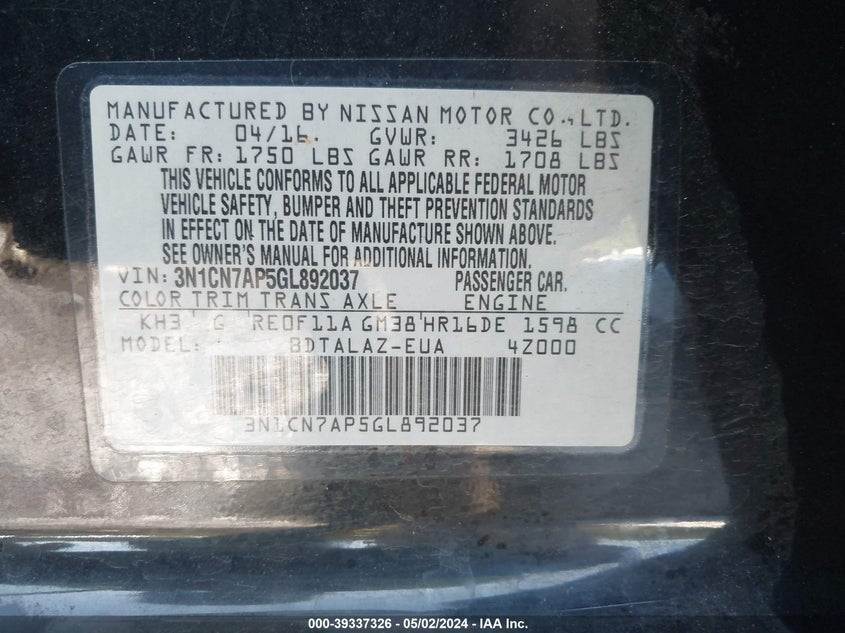 MANUFACTURED BY NISSAN MOTOR CO., LTD.
DATE: 04/16. GVWR: 3426 LBS
GAWR FR: 1750 LBS GAWR RR: 1708 LBS
THIS VEHICLE CONFORMS TO ALL APPLICABLE FEDERAL MOTOR
VEHICLE SAFETY, BUMPER AND THEFT PREVENTION STANDARDS
IN EFFECT ON THE DATE OF MANUFACTURE SHOWN ABOVE.
SEE OWNER'S MANUAL FOR ADDITIONAL INFORMATION.
VIN: 3N1CN7AP5GL892037 PASSENGER CAR.
COLOR TRIM TRANS AXLE ENGINE
KH3 G RE0F11A GM38 HR16DE 1598 CC
MODEL: BDTALAZ-EUA 4Z000
3N1CN7AP5GL892037
000-39337326 - 05/02/2024 - IAA Inc.